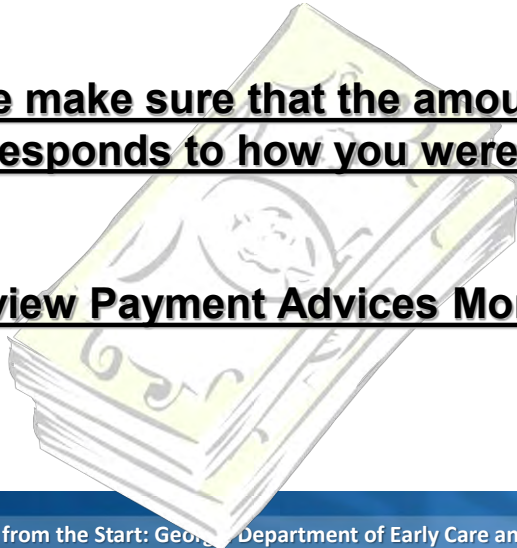 e make sure that the amou
esponds to how you were
view Payment Advices Mo
from the Start: Geo Department of Early Care an